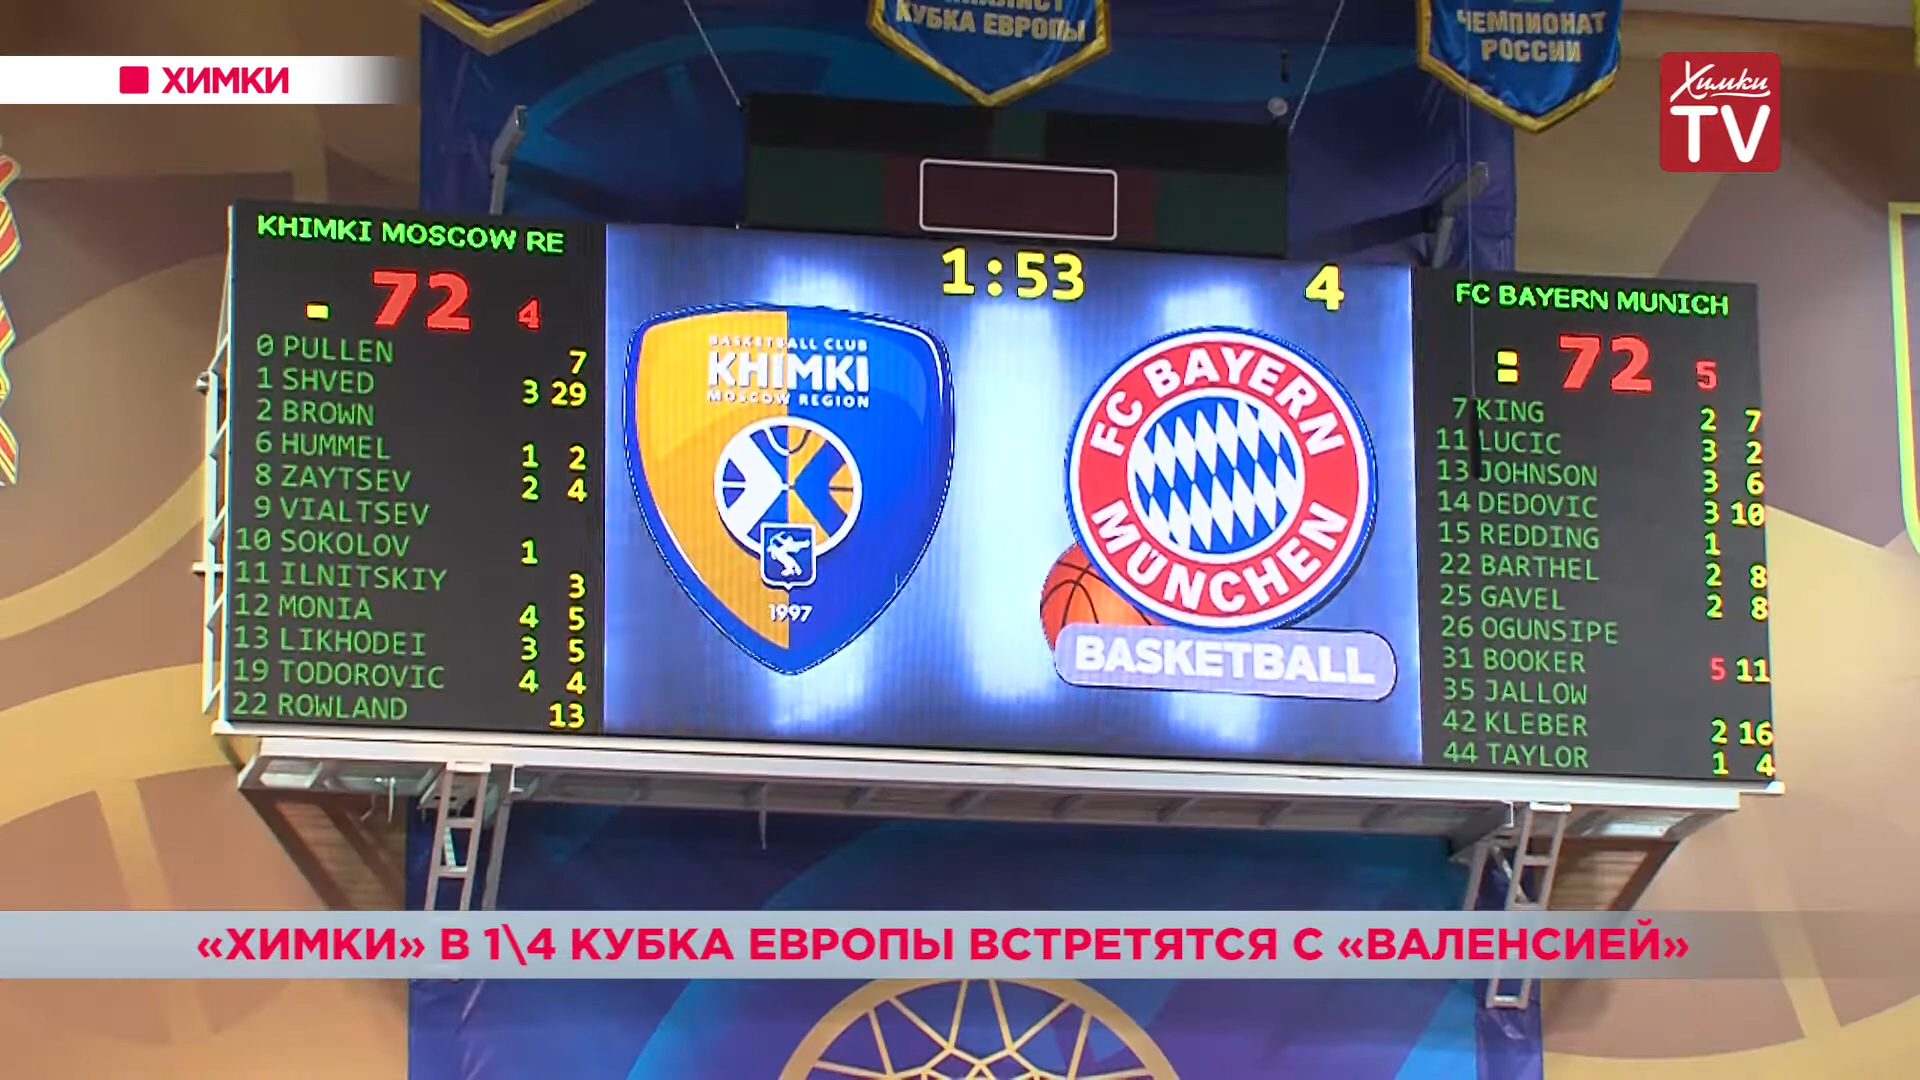 КУБКА ЕВРОПЫ
ЧЕМПИОНАТ
РОССИИ
ХИМКИ
Химки
TV
KHIMKI MOSCOW RE
72 4
0 PULLEN 7
1 SHVED 3 29
2 BROWN
6 HUMMEL 1 2
8 ZAYTSEV 2 4
9 VIALTSEV
10 SOKOLOV 1
11 ILNITSKIY 3
12 MONIA 4 5
13 LIKHODEI 3 5
19 TODOROVIC 4 4
22 ROWLAND 13
1:53 4
BASKETBALL CLUB
KHIMKI
MOSCOW REGION
1997
FC BAYERN
MÜNCHEN
BASKETBALL
FC BAYERN MUNICH
72 5
7 KING 2 7
11 LUCIC 3 2
13 JOHNSON 3 6
14 DEDOVIC 3 10
15 REDDING 1
22 BARTHEL 2 8
25 GAVEL 2 8
26 OGUNSIPE
31 BOOKER 5 11
35 JALLOW
42 KLEBER 2 16
44 TAYLOR 1 4
«ХИМКИ» В 1\4 КУБКА ЕВРОПЫ ВСТРЕТЯТСЯ С «ВАЛЕНСИЕЙ»